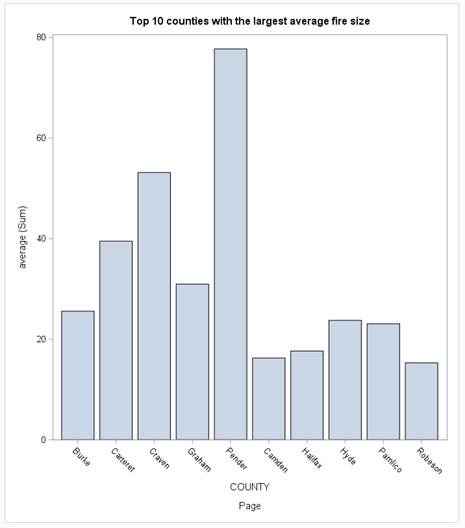 Top 10 counties with the largest average fire size
average (Sum)
80
60
40
20
0
Burke
Carteret
Craven
Graham
Pender
Camden
Halifax
Hyde
Pamlico
Robeson
COUNTY
Page